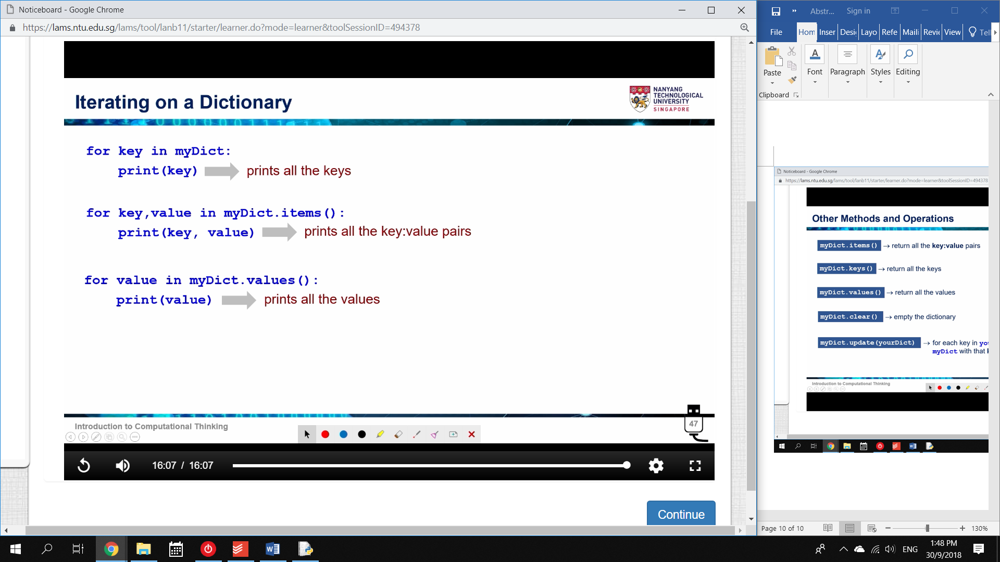 Noticeboard - Google Chrome
https://lams.ntu.edu.sg/lams/tool/lanb11/starter/learner.do?mode=learner&toolSessionID=494378
Iterating on a Dictionary
NANYANG
TECHNOLOGICAL
UNIVERSITY
SINGAPORE
for key in myDict:
print(key) prints all the keys
for key,value in myDict.items():
print(key, value) prints all the key:value pairs
for value in myDict.values():
print(value) prints all the values
Introduction to Computational Thinking
47
16:07 / 16:07
Continue
Abstr... Sign in
File Hom Inser Desi Layo Refe Maili Revie View Tel
Paste Font Paragraph Styles Editing
Clipboard
Noticeboard - Google Chrome
https://lams.ntu.edu.sg/lams/tool/lanb11/starter/learner.do?mode=learner&toolSessionID=494378
Other Methods and Operations
myDict.items() → return all the key:value pairs
myDict.keys() → return all the keys
myDict.values() → return all the values
myDict.clear() → empty the dictionary
myDict.update(yourDict) → for each key in you
myDict with that
Introduction to Computational Thinking
Page 10 of 10 130%
ENG
1:48 PM
30/9/2018